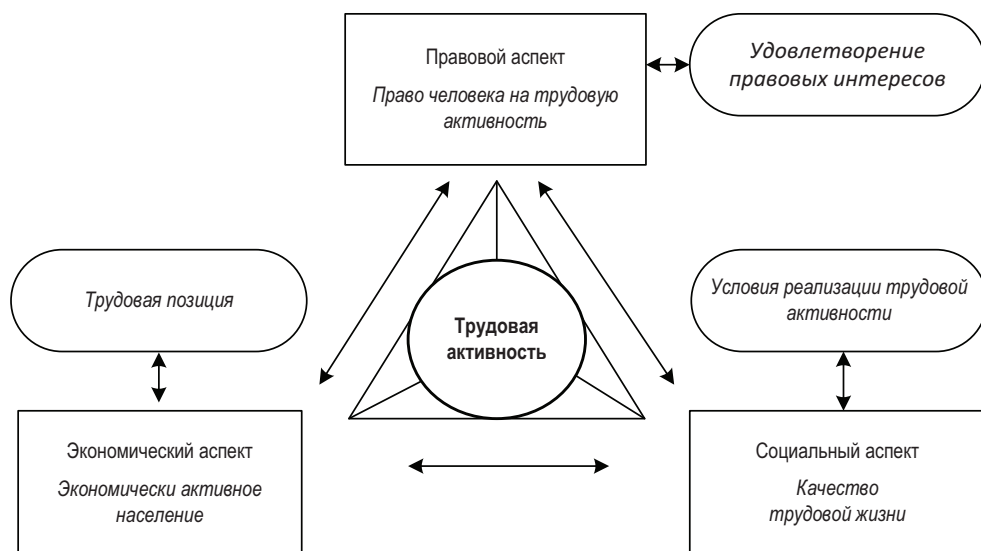 Правовой аспект
Право человека на трудовую
активность
Удовлетворение
правовых интересов
Трудовая позиция
Условия реализации трудовой
активности
Трудовая
активность
Экономический аспект
Экономически активное
население
Социальный аспект
Качество
трудовой жизни